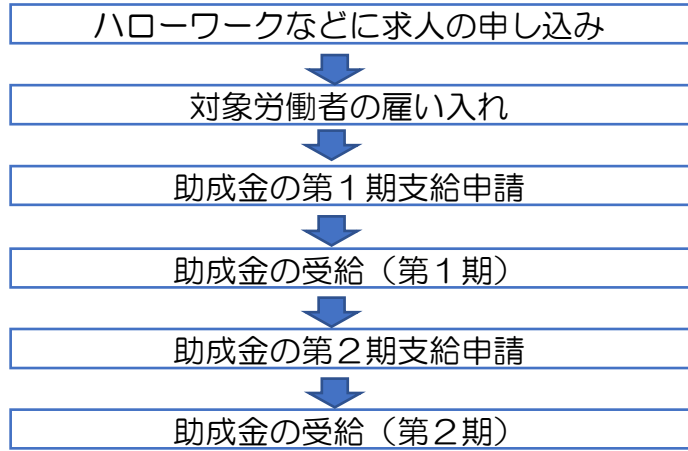 ハローワークなどに求人の申し込み
対象労働者の雇い入れ
助成金の第１期支給申請
助成金の受給（第１期）
助成金の第２期支給申請
助成金の受給（第２期）